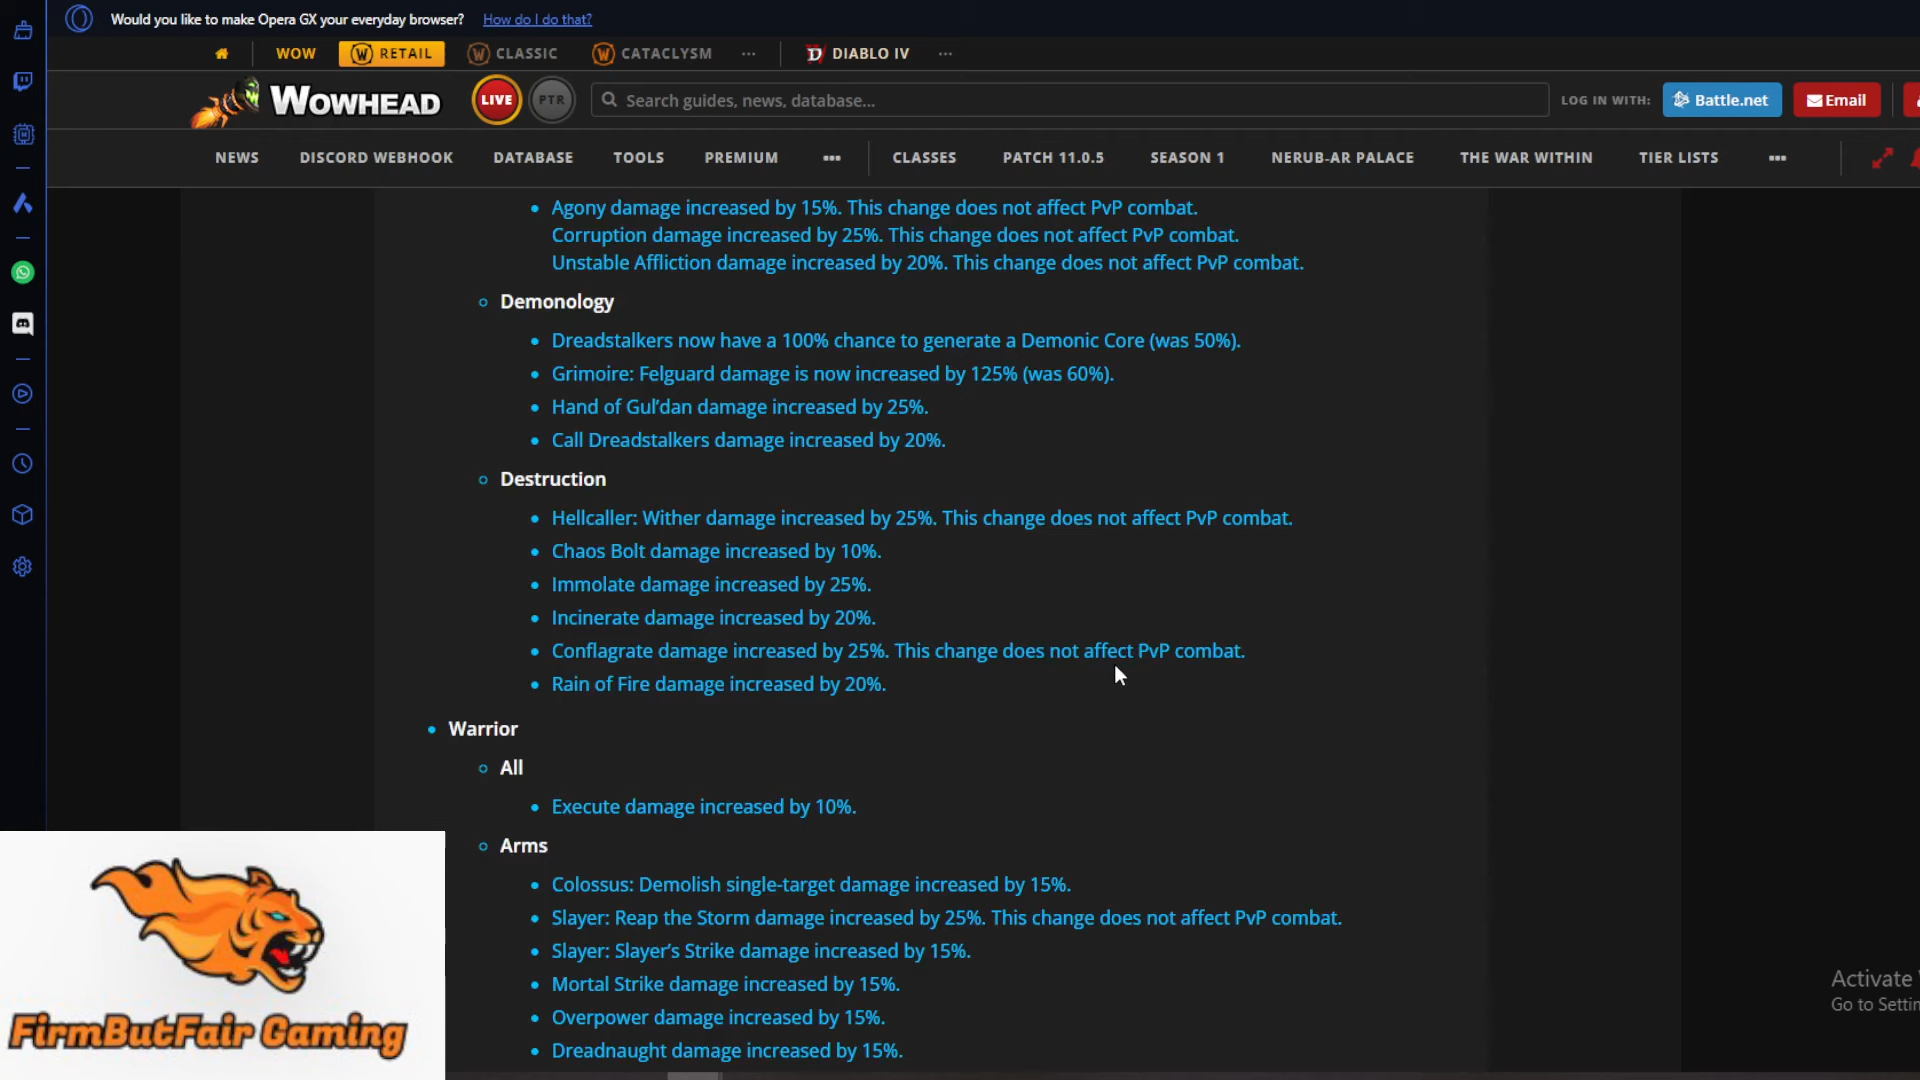 Would you like to make Opera GX your everyday browser? How do I do that?
WOW RETAIL CLASSIC CATACLYSM ... DIABLO IV ...
WOWHEAD LIVE PTR Search guides, news, database... LOG IN WITH: Battle.net Email
NEWS DISCORD WEBHOOK DATABASE TOOLS PREMIUM ... CLASSES PATCH 11.0.5 SEASON 1 NERUB-AR PALACE THE WAR WITHIN TIER LISTS ...
Agony damage increased by 15%. This change does not affect PvP combat.
Corruption damage increased by 25%. This change does not affect PvP combat.
Unstable Affliction damage increased by 20%. This change does not affect PvP combat.
Demonology
Dreadstalkers now have a 100% chance to generate a Demonic Core (was 50%).
Grimoire: Felguard damage is now increased by 125% (was 60%).
Hand of Gul’dan damage increased by 25%.
Call Dreadstalkers damage increased by 20%.
Destruction
Hellcaller: Wither damage increased by 25%. This change does not affect PvP combat.
Chaos Bolt damage increased by 10%.
Immolate damage increased by 25%.
Incinerate damage increased by 20%.
Conflagrate damage increased by 25%. This change does not affect PvP combat.
Rain of Fire damage increased by 20%.
Warrior
All
Execute damage increased by 10%.
Arms
Colossus: Demolish single-target damage increased by 15%.
Slayer: Reap the Storm damage increased by 25%. This change does not affect PvP combat.
Slayer: Slayer’s Strike damage increased by 15%.
Mortal Strike damage increased by 15%.
Overpower damage increased by 15%.
Dreadnaught damage increased by 15%.
FirmButFair Gaming
Activate
Go to Settin